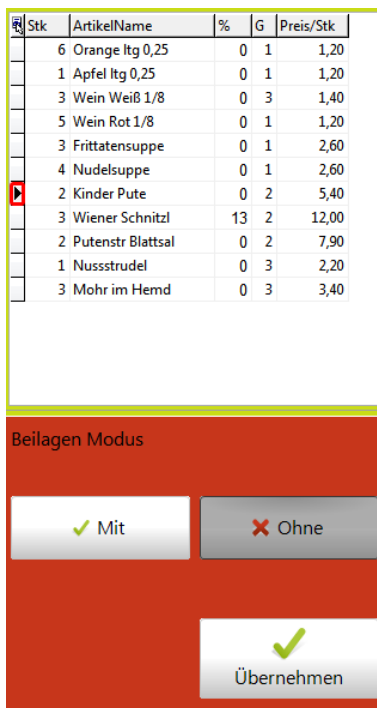 Stk ArtikelName % G Preis/Stk
6 Orange ltg 0,25 0 1 1,20
1 Apfel ltg 0,25 0 1 1,20
3 Wein Weiß 1/8 0 3 1,40
5 Wein Rot 1/8 0 1 1,20
3 Frittatensuppe 0 1 2,60
4 Nudelsuppe 0 1 2,60
2 Kinder Pute 0 2 5,40
3 Wiener Schnitzl 13 2 12,00
2 Putenstr Blattsal 0 2 7,90
1 Nussstrudel 0 3 2,20
3 Mohr im Hemd 0 3 3,40
Beilagen Modus
Mit Ohne
Übernehmen